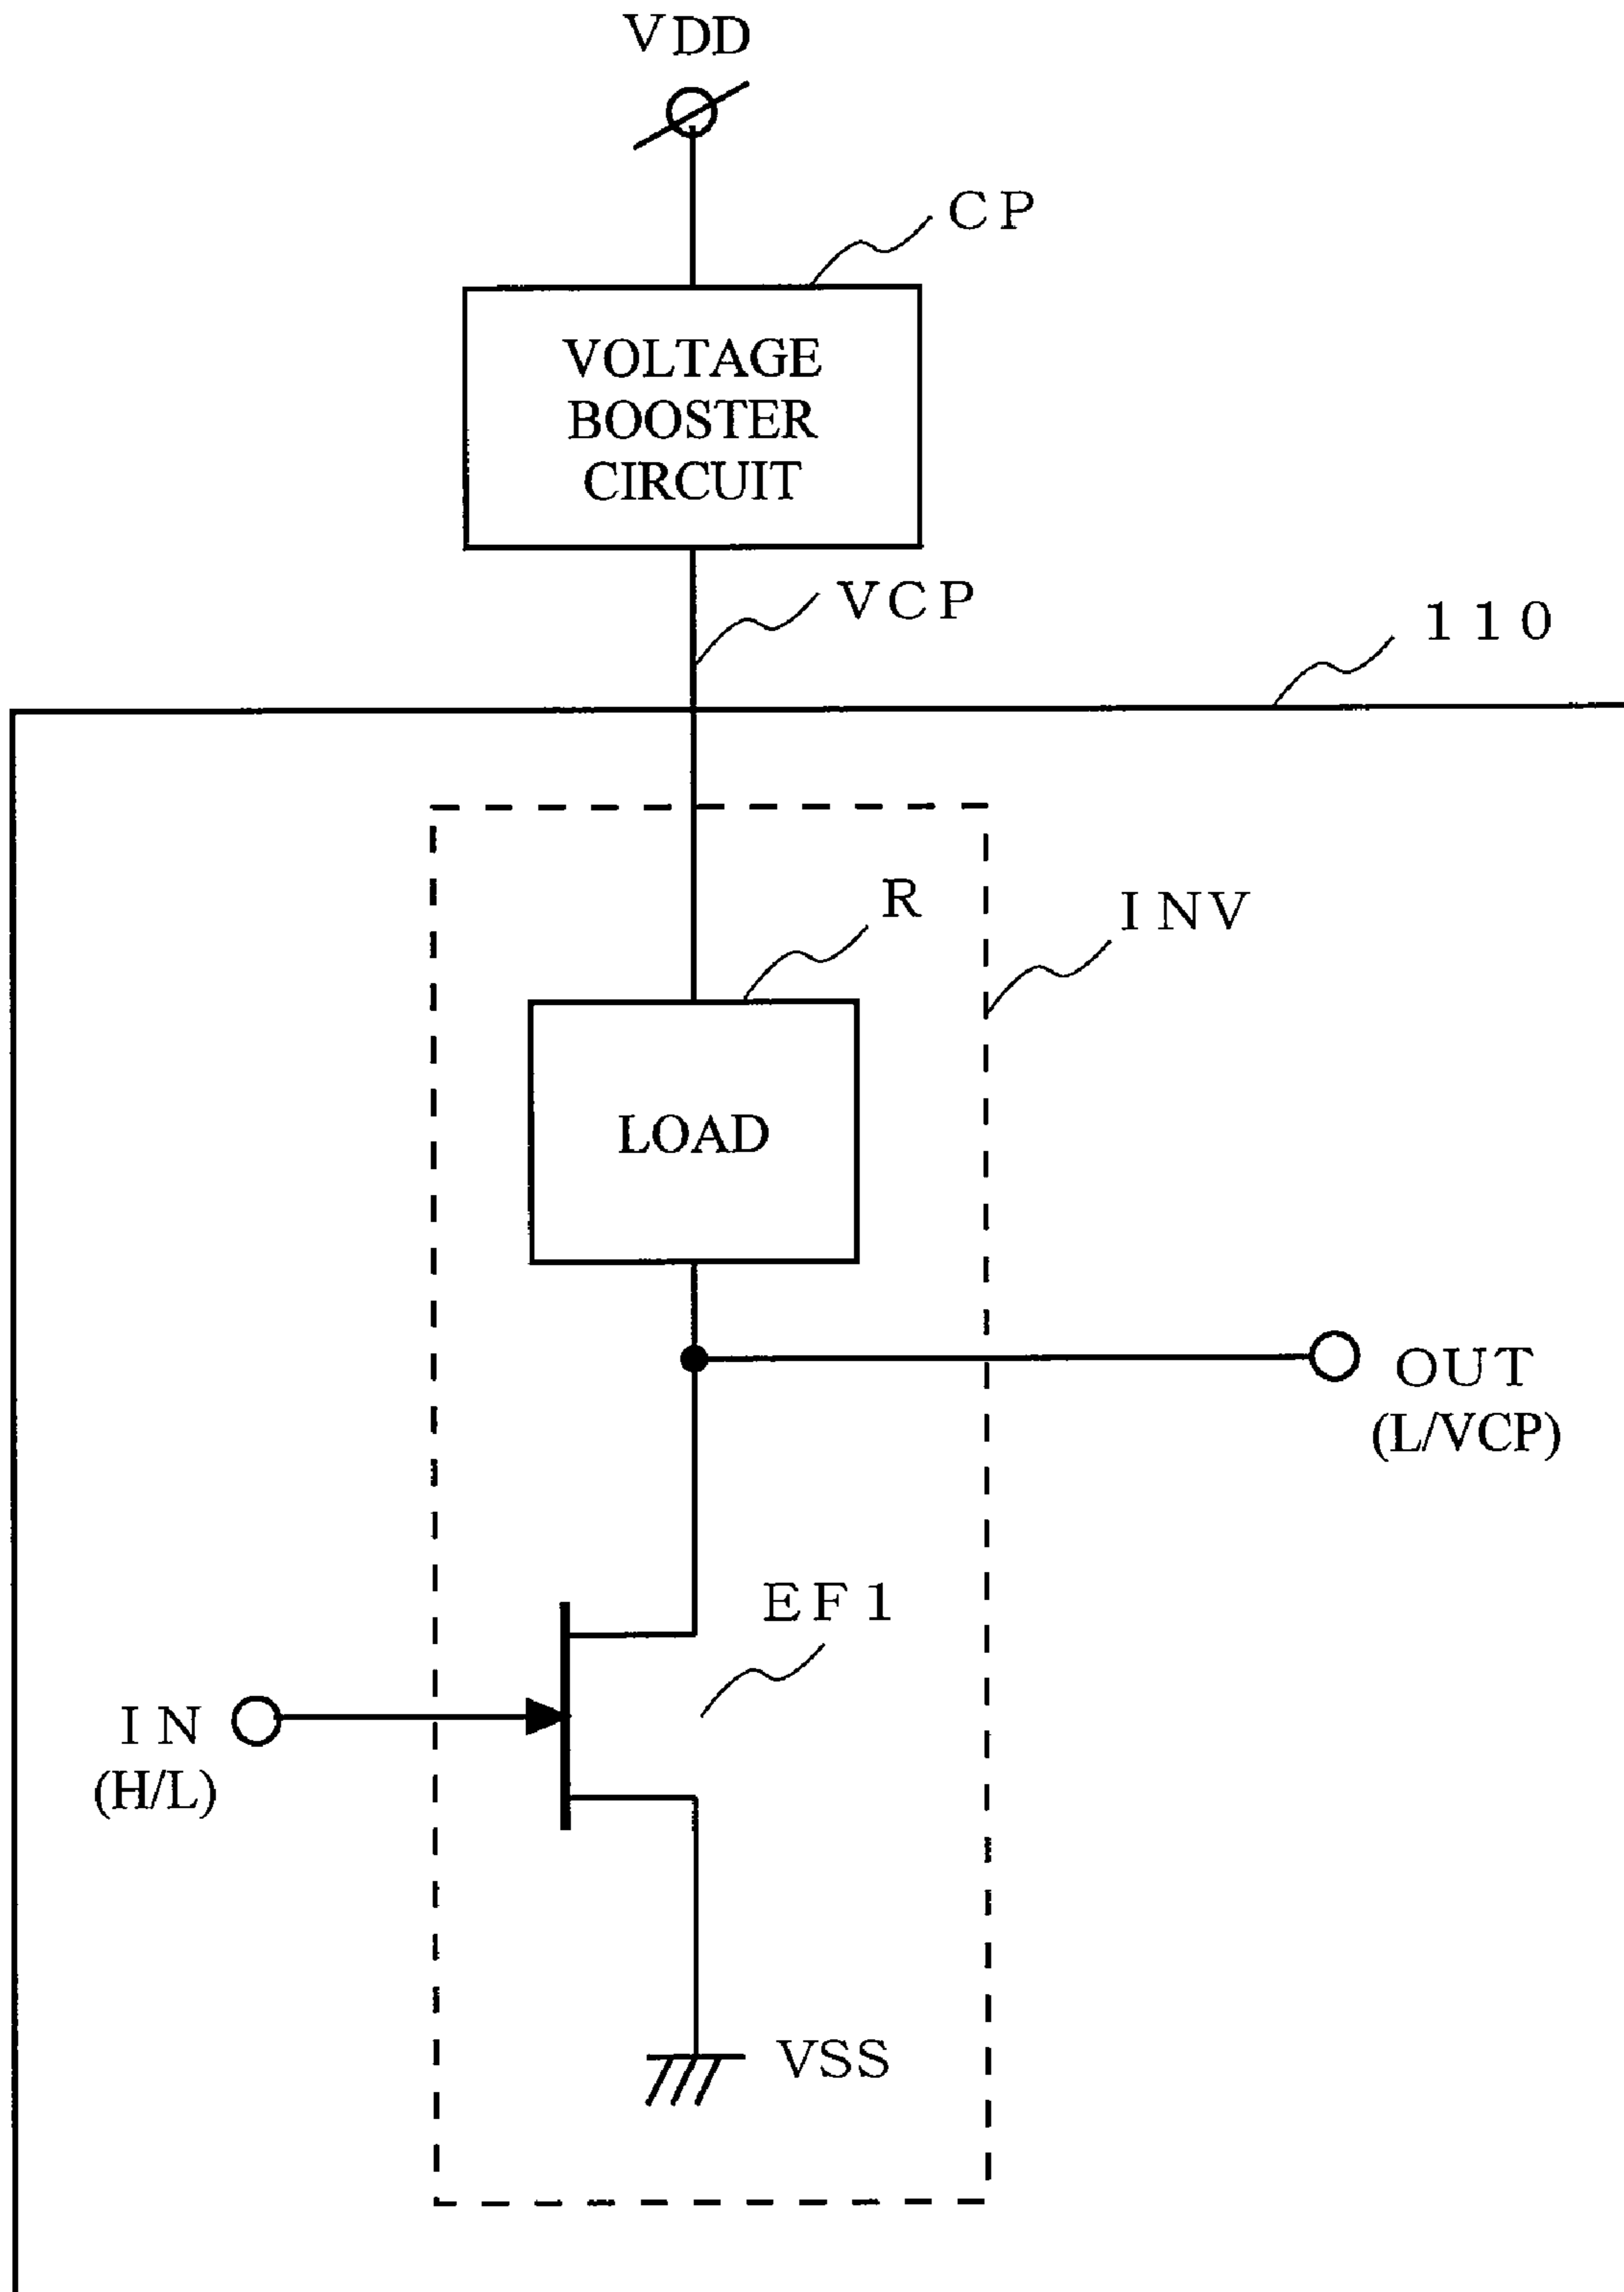 VDD
CP
VOLTAGE
BOOSTER
CIRCUIT
VCP
110
R
INV
LOAD
OUT
(L/VCP)
EF1
IN
(H/L)
VSS